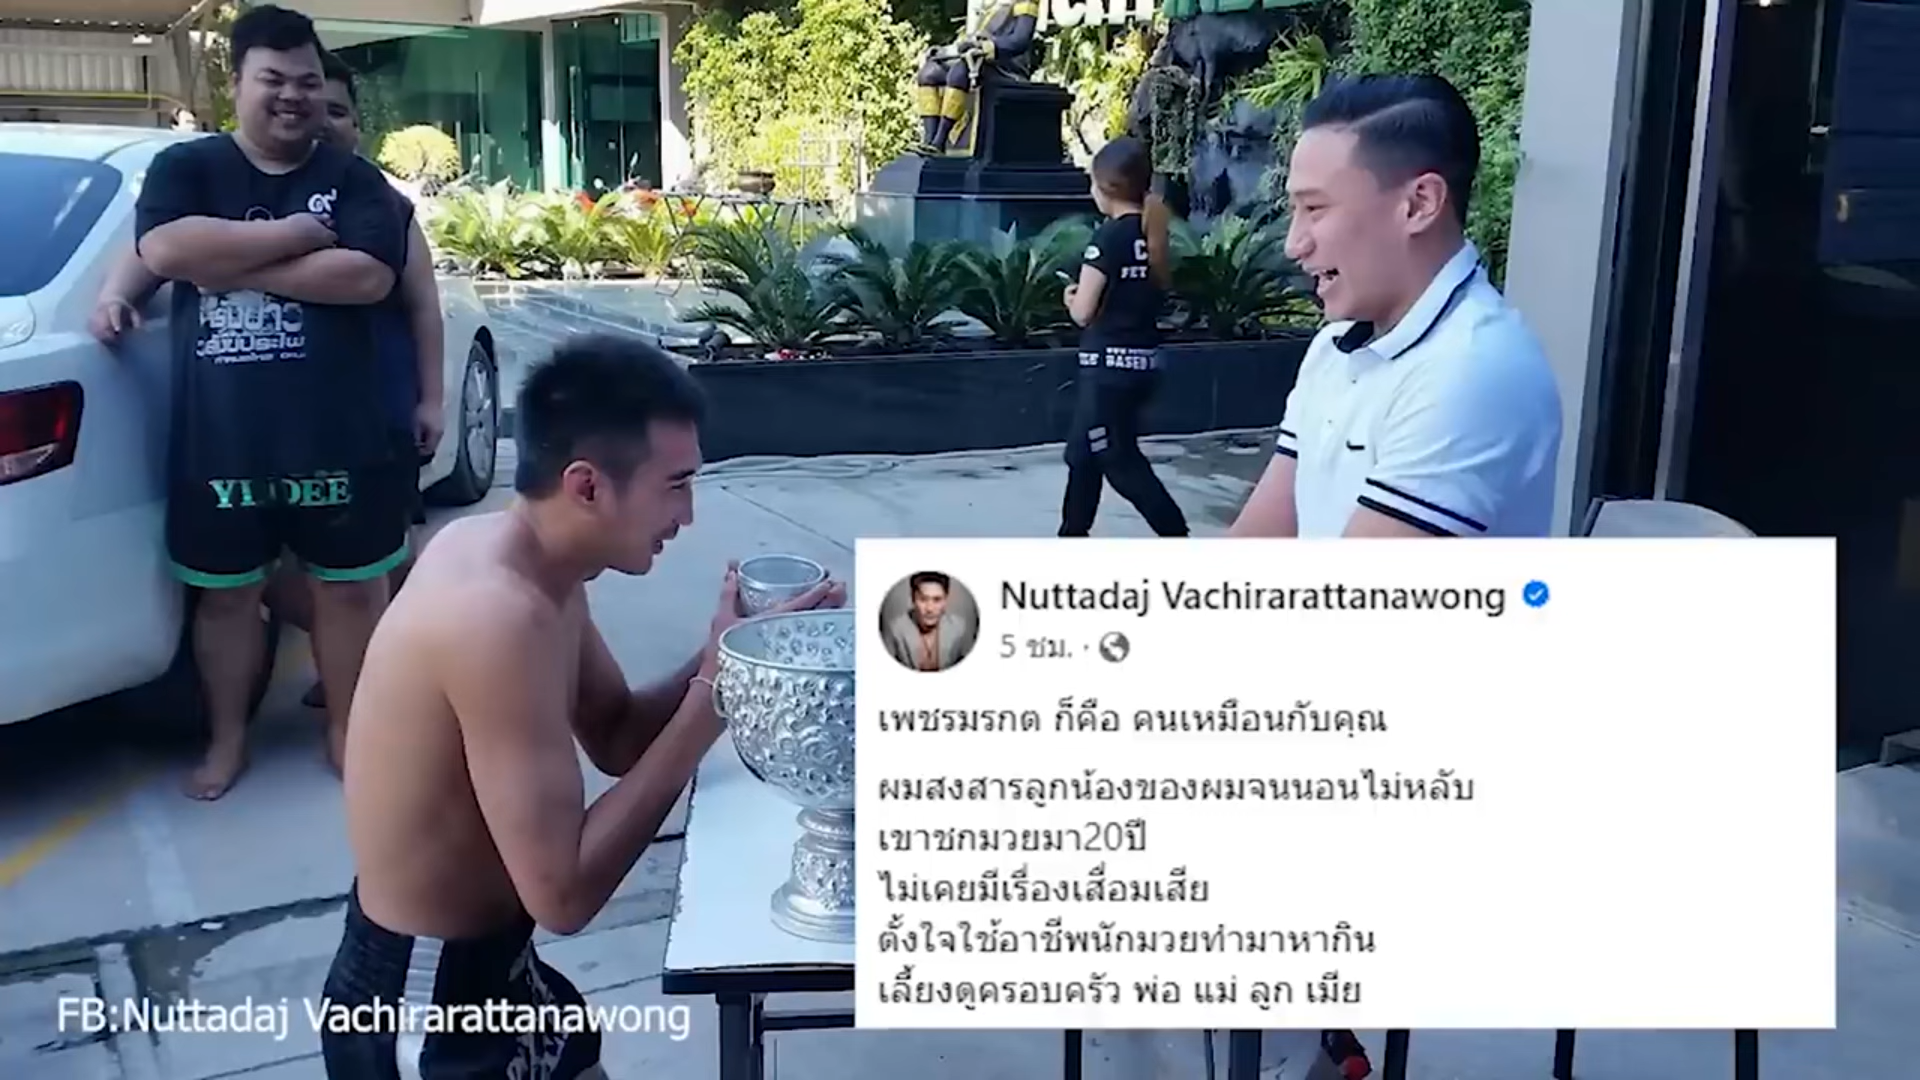 YINDEE
C
FET
BASED
Nuttadaj Vachirarattanawong
5 ชม.
เพชรมรกต ก็คือ คนเหมือนกับคุณ
ผมสงสารลูกน้องของผมจนนอนไม่หลับ
เขาชกมวยมา20ปี
ไม่เคยมีเรื่องเสื่อมเสีย
ตั้งใจใช้อาชีพนักมวยทำมาหากิน
เลี้ยงดูครอบครัว พ่อ แม่ ลูก เมีย
FB:Nuttadaj Vachirarattanawong